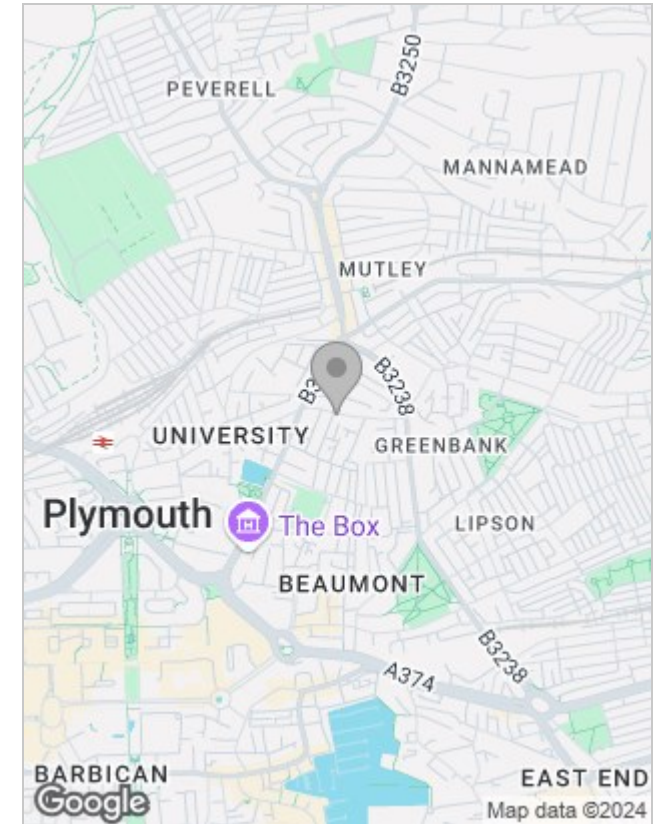 PEVERELL
B3250
MANNAMEAD
MUTLEY
B3238
UNIVERSITY
GREENBANK
Plymouth
The Box
LIPSON
BEAUMONT
B3238
A374
BARBICAN
EAST END
Google
Map data ©2024